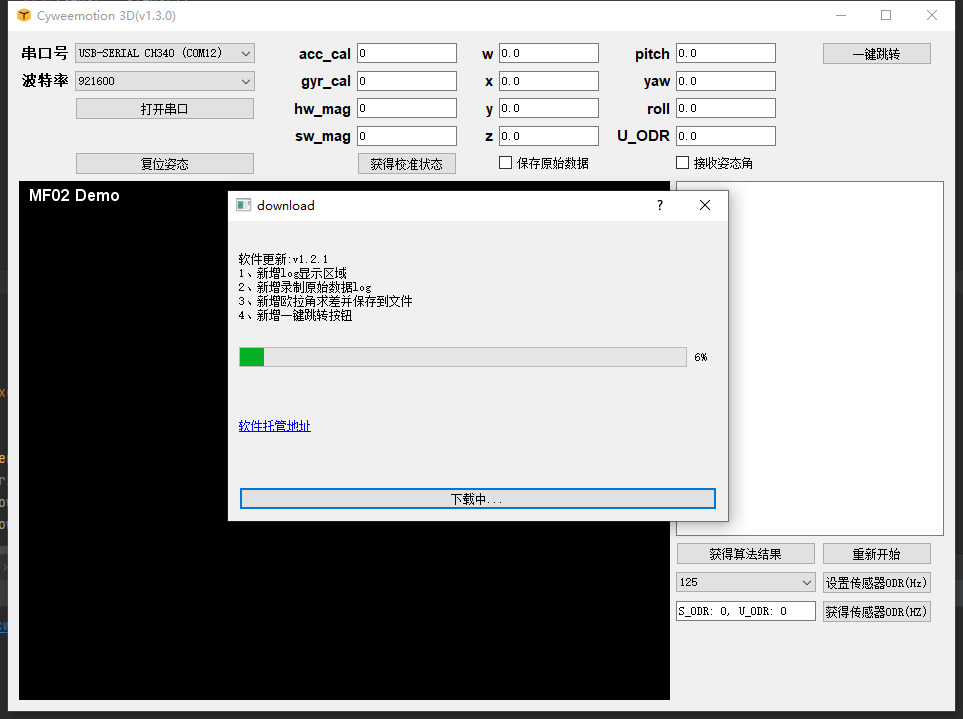 Cyweemotion 3D(v1.3.0)
串口号 USB-SERIAL CH340 (COM12) acc_cal 0 w 0.0 pitch 0.0 一键跳转
波特率 921600 gyr_cal 0 x 0.0 yaw 0.0
打开串口 hw_mag 0 y 0.0 roll 0.0
sw_mag 0 z 0.0 U_ODR 0.0
复位姿态 获得校准状态 保存原始数据 接收姿态角
MF02 Demo
download ?
软件更新:v1.2.1
1、新增log显示区域
2、新增录制原始数据log
3、新增欧拉角求差并保存到文件
4、新增一键跳转按钮
6%
软件托管地址
下载中...
获得算法结果 重新开始
125 设置传感器ODR(Hz)
S_ODR: 0, U_ODR: 0 获得传感器ODR(HZ)